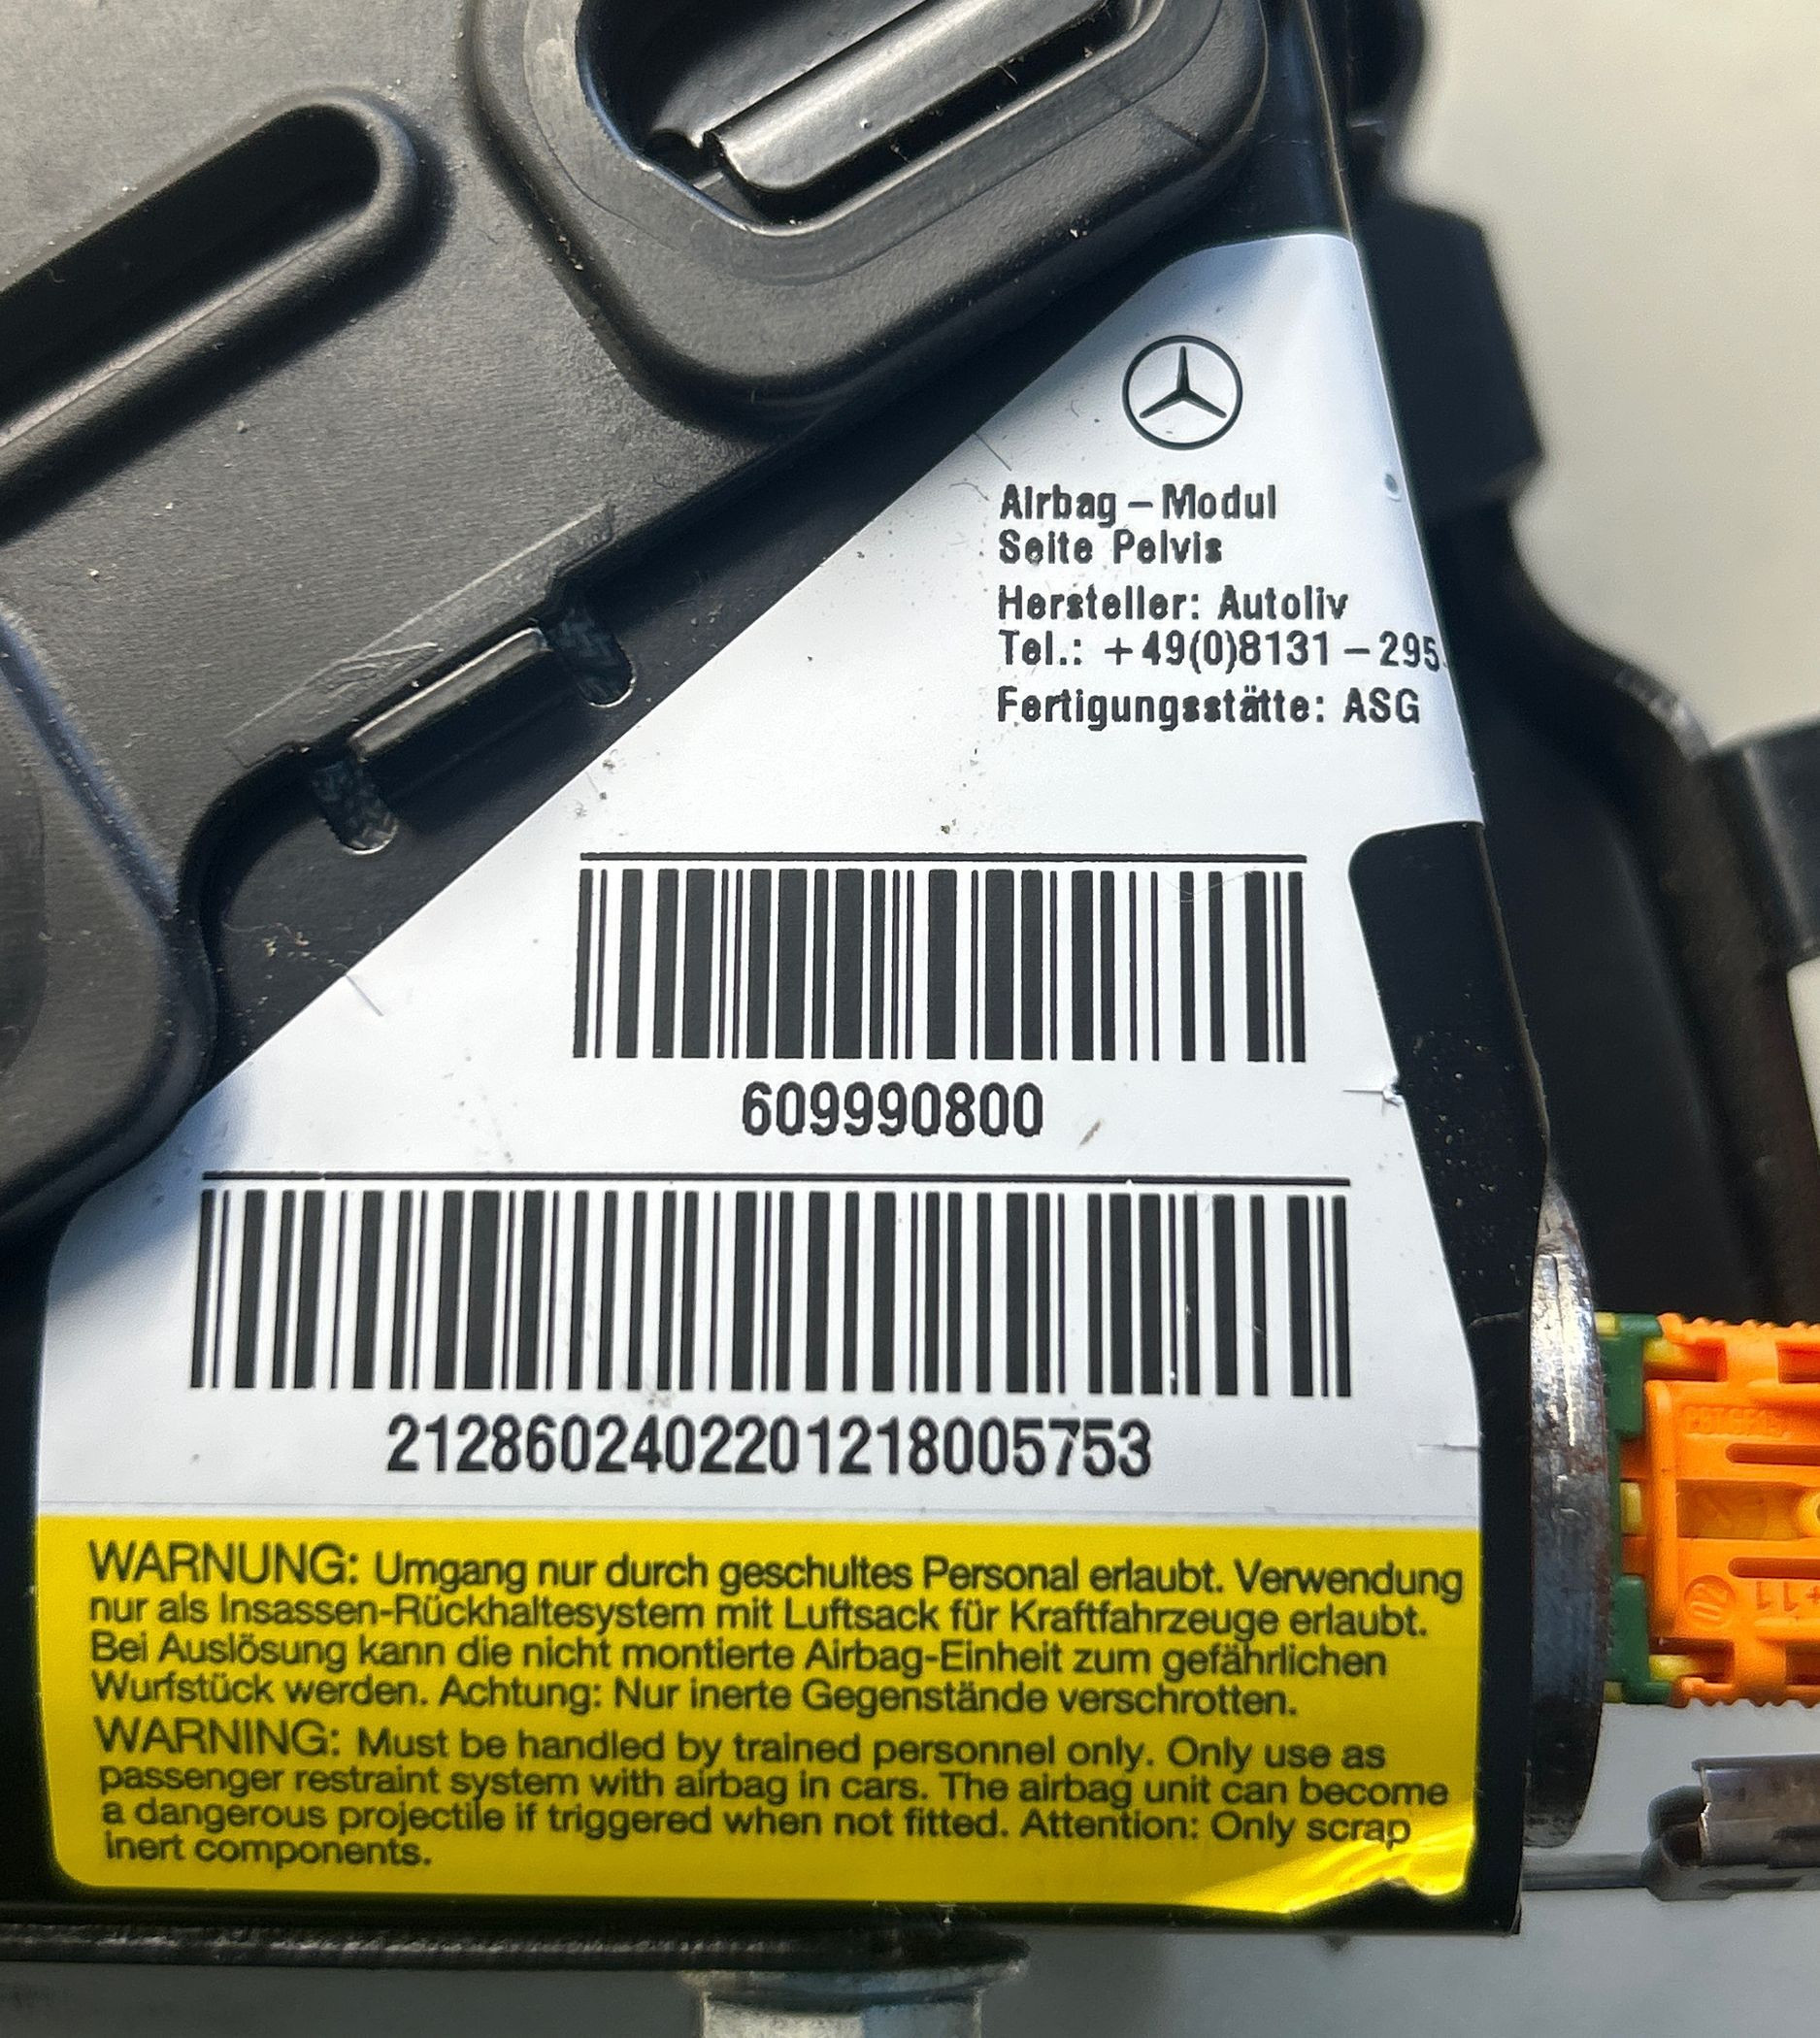 Airbag – Modul
Seite Pelvis
Hersteller: Autoliv
Tel.: +49(0)8131 – 295
Fertigungsstätte: ASG
609990800
2128602402201218005753
WARNUNG: Umgang nur durch geschultes Personal erlaubt. Verwendung
nur als Insassen-Rückhaltesystem mit Luftsack für Kraftfahrzeuge erlaubt.
Bei Auslösung kann die nicht montierte Airbag-Einheit zum gefährlichen
Wurfstück werden. Achtung: Nur inerte Gegenstände verschrotten.
WARNING: Must be handled by trained personnel only. Only use as
passenger restraint system with airbag in cars. The airbag unit can become
a dangerous projectile if triggered when not fitted. Attention: Only scrap
inert components.